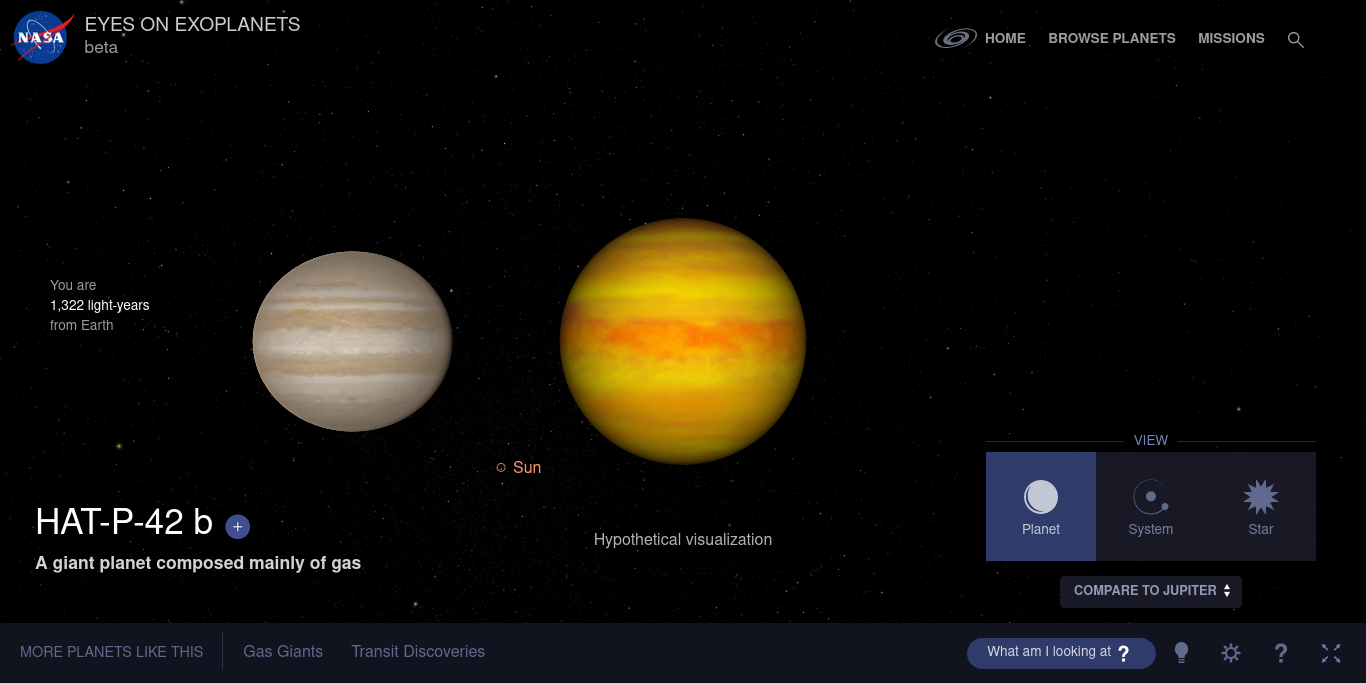 NASA
EYES ON EXOPLANETS
beta
HOME
BROWSE PLANETS
MISSIONS
You are
1,322 light-years
from Earth
Sun
HAT-P-42 b +
A giant planet composed mainly of gas
Hypothetical visualization
VIEW
Planet
System
Star
COMPARE TO JUPITER
MORE PLANETS LIKE THIS
Gas Giants
Transit Discoveries
What am I looking at ?
?